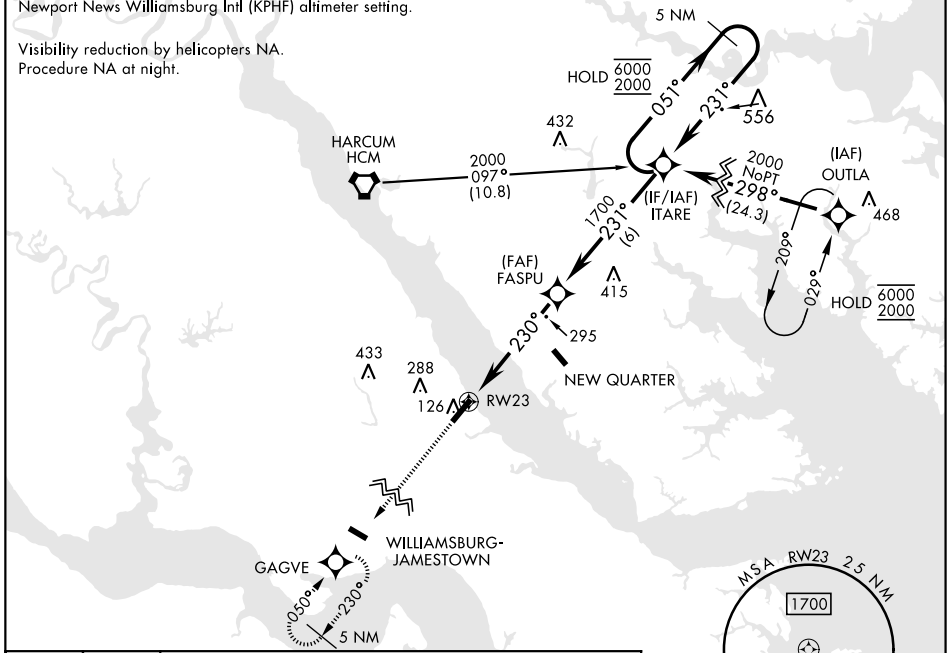 Newport News Williamsburg Intl (KPHF) altimeter setting.
Visibility reduction by helicopters NA.
Procedure NA at night.
5 NM
HOLD 6000
2000
051°
231°
556
432
HARCUM
HCM
2000
097°
(10.8)
2000
NoPT
298°
(24.3)
(IAF)
OUTLA
468
(IF/IAF)
ITARE
1700
231°
(6)
209°
029°
HOLD 6000
2000
(FAF)
FASPU
415
230°
295
NEW QUARTER
433
288
126
RW23
WILLIAMSBURG-
JAMESTOWN
GAGVE
050°
230°
5 NM
MSA RW23 25 NM
1700